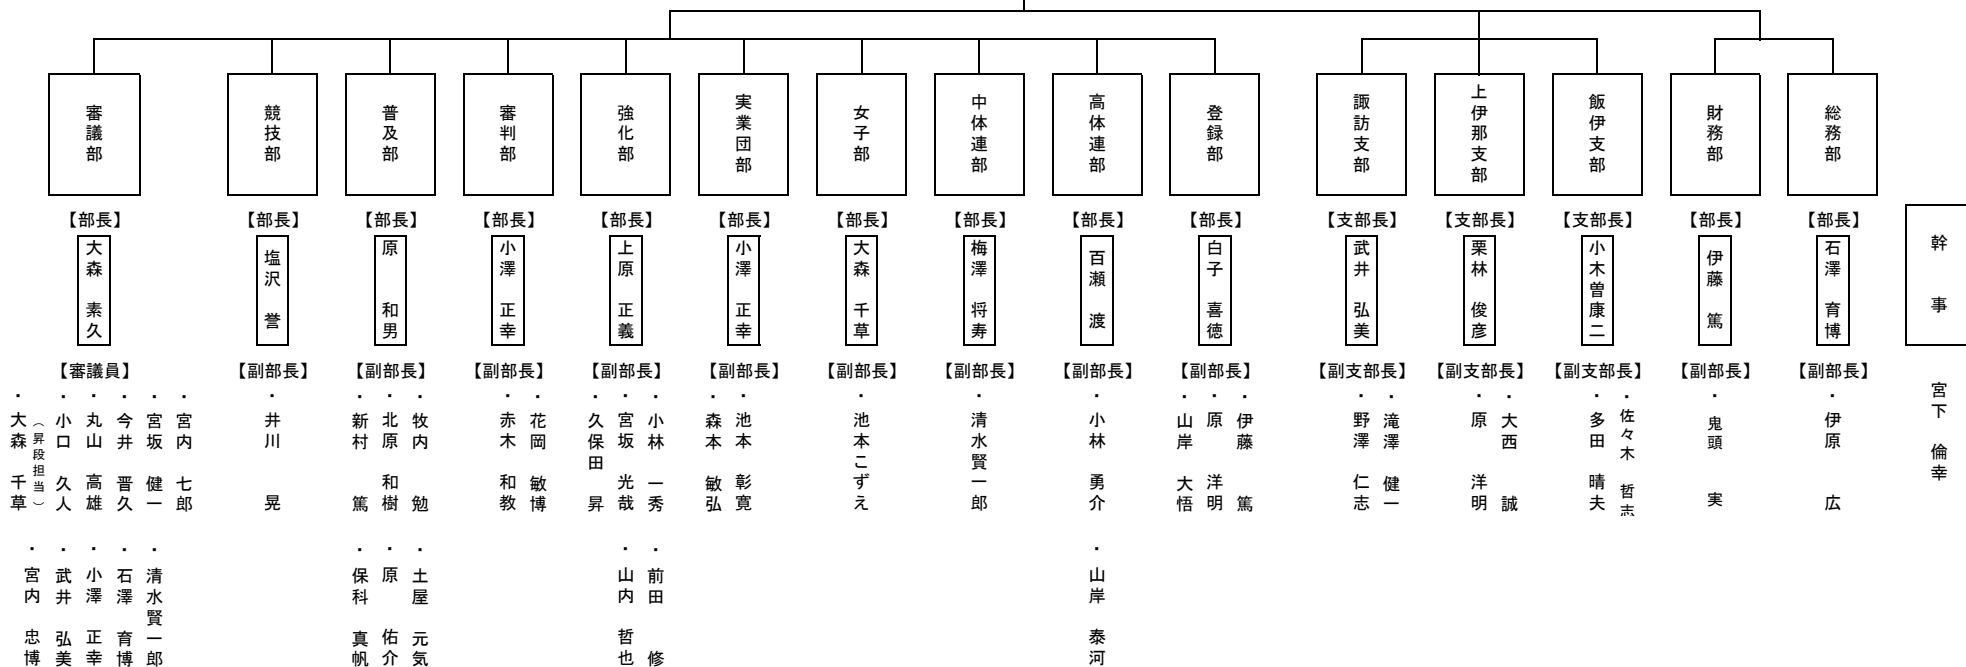 審議部
競技部
普及部
審判部
強化部
実業団部
女子部
中体連部
高体連部
登録部
諏訪支部
上伊那支部
飯伊支部
財務部
総務部
【部長】
【部長】
【部長】
【部長】
【部長】
【部長】
【部長】
【部長】
【部長】
【部長】
【支部長】
【支部長】
【支部長】
【部長】
【部長】
幹 事
大森 素久
塩沢 誉
原 和男
小澤 正幸
上原 正義
小澤 正幸
大森 千草
梅澤 将寿
百瀬 渡
白子 喜徳
武井 弘美
栗林 俊彦
小木曽康二
伊藤 篤
石澤 育博
宮下 倫幸
【審議員】
【副部長】
【副部長】
【副部長】
【副部長】
【副部長】
【副部長】
【副部長】
【副部長】
【副部長】
【副支部長】
【副支部長】
【副支部長】
【副部長】
【副部長】
・宮内 七郎
・宮坂 健一
・今井 晋久
・丸山 高雄
・小口 久人
(昇段担当)
・大森 千草
・井川 晃
・牧内 勉
・北原 和樹
・新村 篤
・花岡 敏博
・赤木 和教
・小林 一秀
・宮坂 光哉
・久保田 昇
・池本 彰寛
・森本 敏弘
・池本こずえ
・清水賢一郎
・小林 勇介
・伊藤 篤
・原 洋明
・山岸 大悟
・滝澤 健一
・野澤 仁志
・大西 誠
・原 洋明
・佐々木 哲志
・多田 晴夫
・鬼頭 実
・伊原 広
・清水賢一郎
・石澤 育博
・小澤 正幸
・武井 弘美
・宮内 忠博
・土屋 元気
・原 佑介
・保科 真帆
・前田 修
・山内 哲也
・山岸 泰河